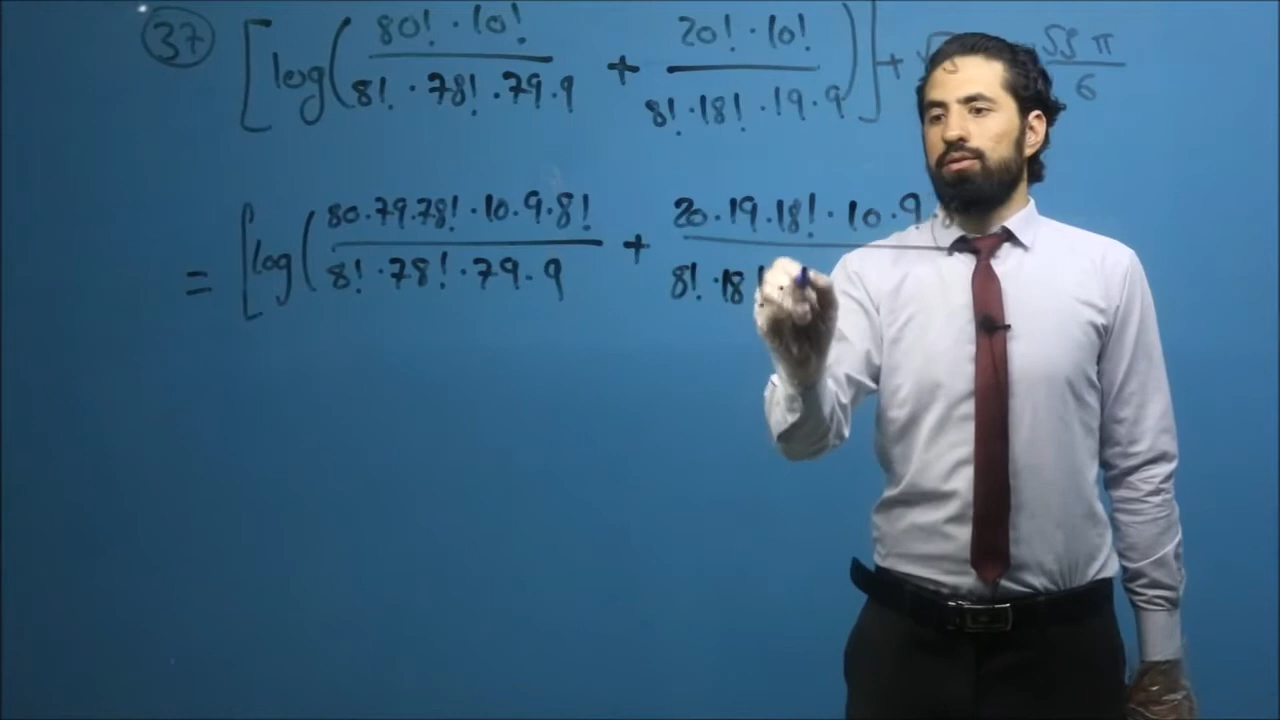 37 [log(80!·10! / 8!·78!·79·9 + 20!·10! / 8!·18!·19·9)] + √ π / 6
= [log(80·79·78!·10·9·8! / 8!·78!·79·9 + 20·19·18!·10·9· / 8!·18!